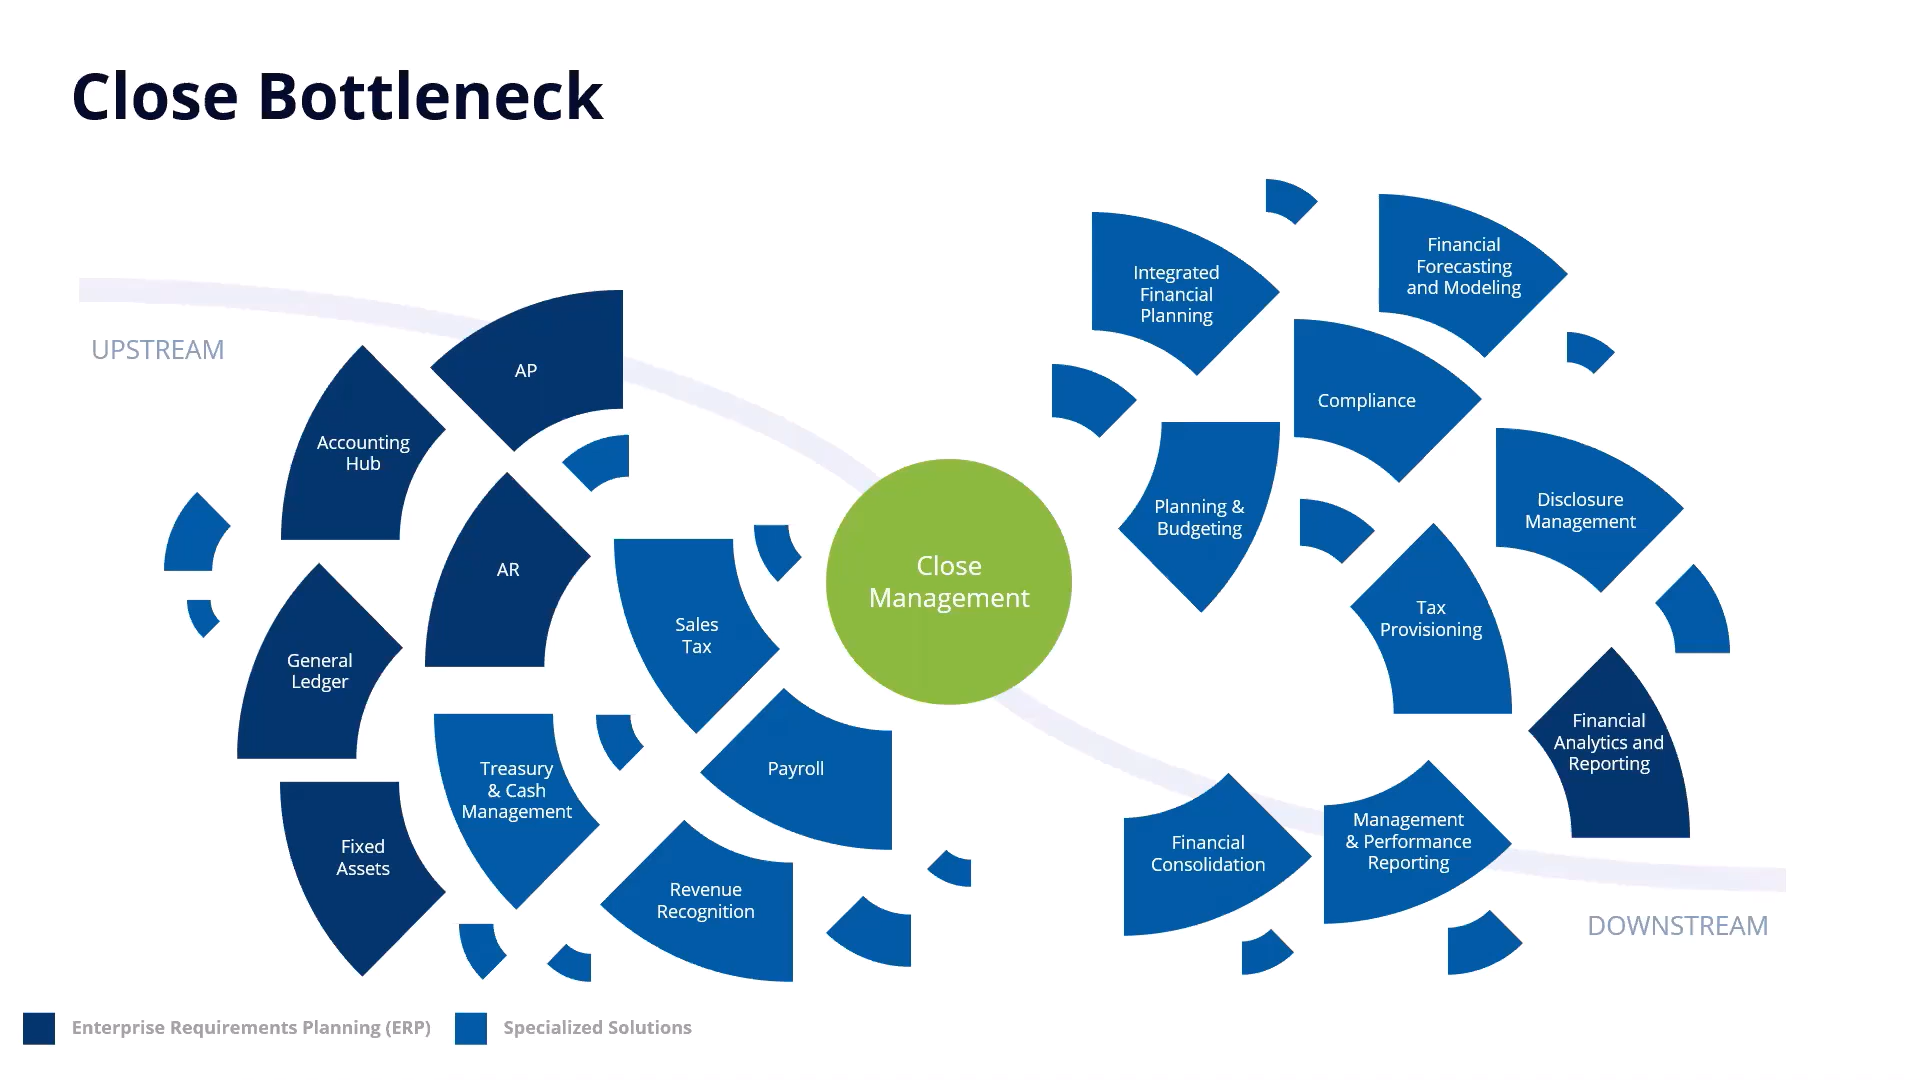 Close Bottleneck
UPSTREAM
AP
Accounting
Hub
AR
General
Ledger
Sales
Tax
Treasury
& Cash
Management
Payroll
Fixed
Assets
Revenue
Recognition
Close
Management
Integrated
Financial
Planning
Financial
Forecasting
and Modeling
Compliance
Planning &
Budgeting
Disclosure
Management
Tax
Provisioning
Financial
Analytics and
Reporting
Financial
Consolidation
Management
& Performance
Reporting
DOWNSTREAM
Enterprise Requirements Planning (ERP)
Specialized Solutions